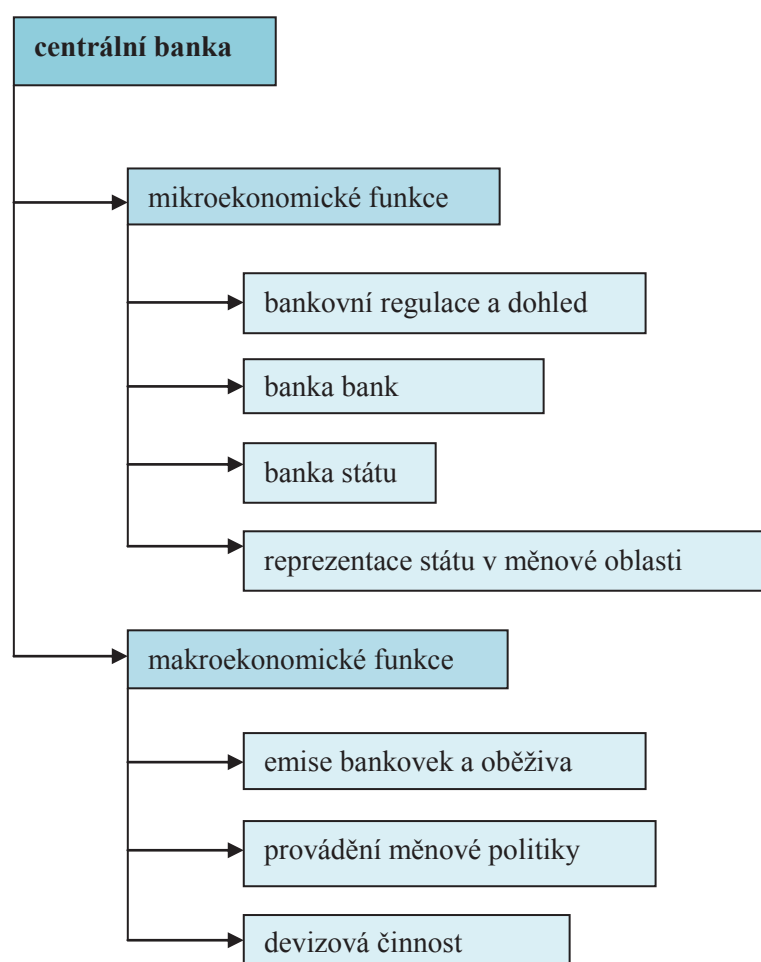 centrální banka
mikroekonomické funkce
bankovní regulace a dohled
banka bank
banka státu
reprezentace státu v měnové oblasti
makroekonomické funkce
emise bankovek a oběživa
provádění měnové politiky
devizová činnost